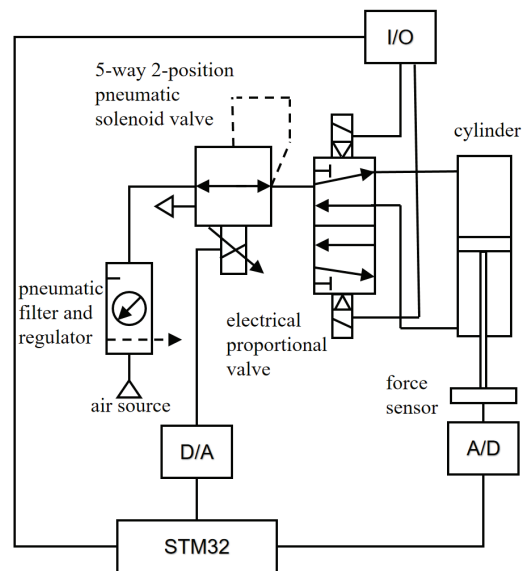 I/O
5-way 2-position
pneumatic
solenoid valve
cylinder
pneumatic
filter and
regulator
electrical
proportional
valve
air source
force
sensor
D/A
A/D
STM32